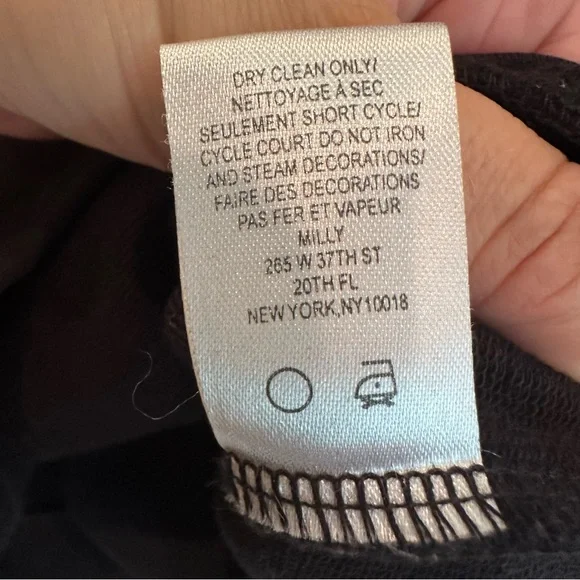 DRY CLEAN ONLY/
NETTOYAGE À SEC
SEULEMENT SHORT CYCLE/
CYCLE COURT DO NOT IRON
AND STEAM DECORATIONS/
FAIRE DES DECORATIONS
PAS FER ET VAPEUR
MILLY
265 W 37TH ST
20TH FL
NEW YORK,NY10018